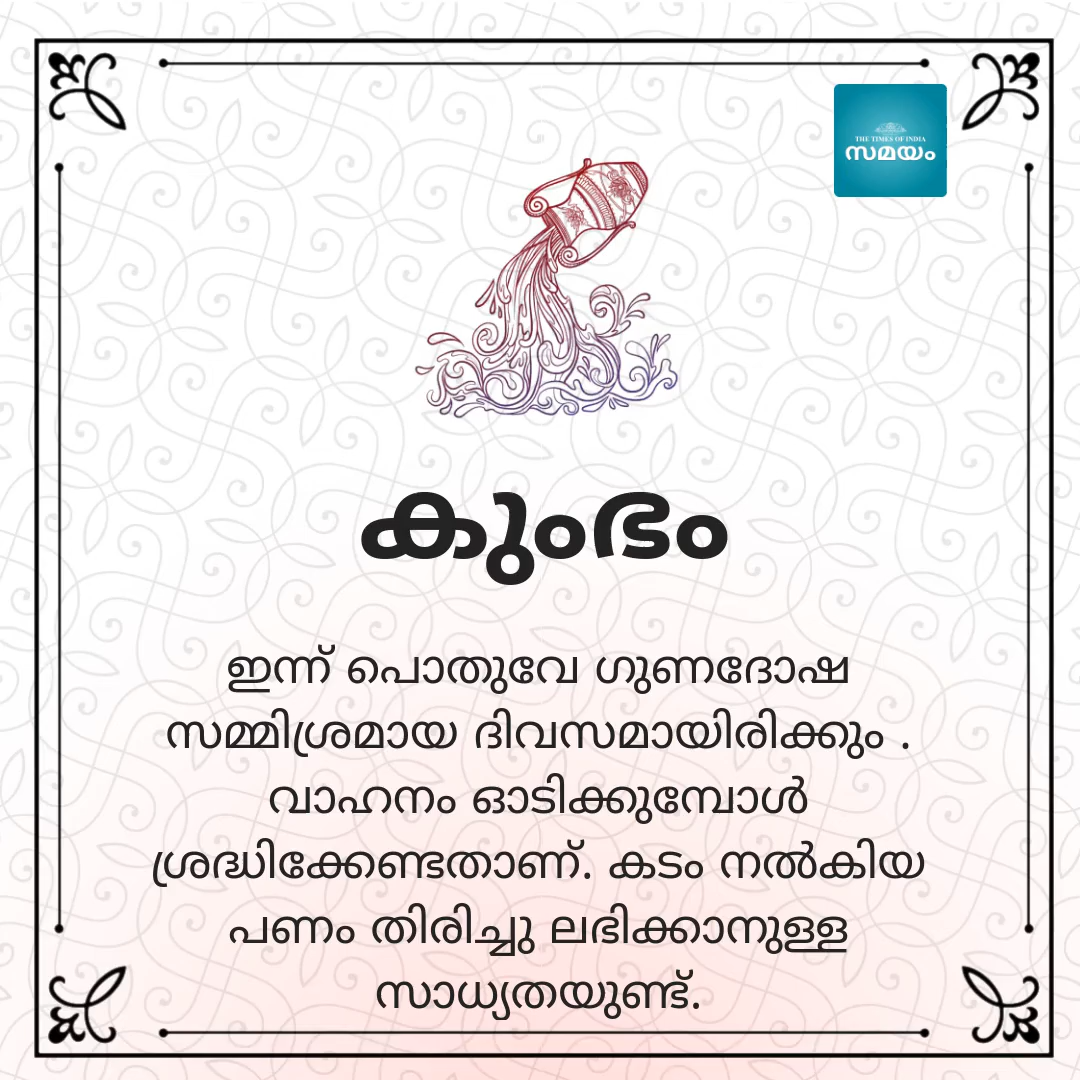 THE TIMES OF INDIA
സമയം
കുംഭം
ഇന്ന് പൊതുവേ ഗുണദോഷ
സമ്മിശ്രമായ ദിവസമായിരിക്കും .
വാഹനം ഓടിക്കുമ്പോൾ
ശ്രദ്ധിക്കേണ്ടതാണ്. കടം നൽകിയ
പണം തിരിച്ചു ലഭിക്കാനുള്ള
സാധ്യതയുണ്ട്.